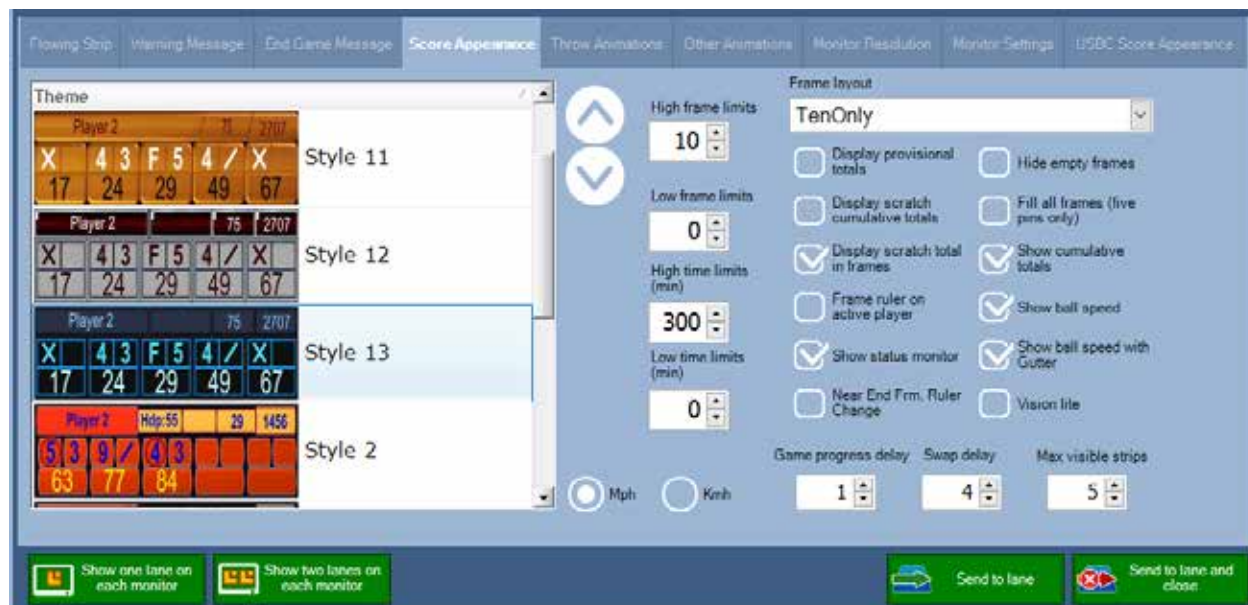 Flowing Strip Warning Message End Game Message Score Appearance Throw Animations Other Animations Monitor Resolution Monitor Settings USBC Score Appearance
Theme
Player 2 71 2707
X 4 3 F 5 4 / X
17 24 29 49 67
Style 11
Player 2 75 2707
X 4 3 F 5 4 / X
17 24 29 49 67
Style 12
Player 2 75 2707
X 4 3 F 5 4 / X
17 24 29 49 67
Style 13
Player 2 Hdp:55 29 1456
5 3 9 / 4 3
63 77 84
Style 2
High frame limits
10
Low frame limits
0
High time limits
(min)
300
Low time limits
(min)
0
Mph Kmh
Frame layout
TenOnly
Display provisional
totals
Hide empty frames
Display scratch
cumulative totals
Fill all frames (five
pins only)
Display scratch total
in frames
Show cumulative
totals
Frame ruler on
active player
Show ball speed
Show status monitor
Show ball speed with
Gutter
Near End Frm. Ruler
Change
Vision lite
Game progress delay Swap delay Max visible strips
1 4 5
Show one lane on
each monitor
Show two lanes on
each monitor
Send to lane
Send to lane and
close